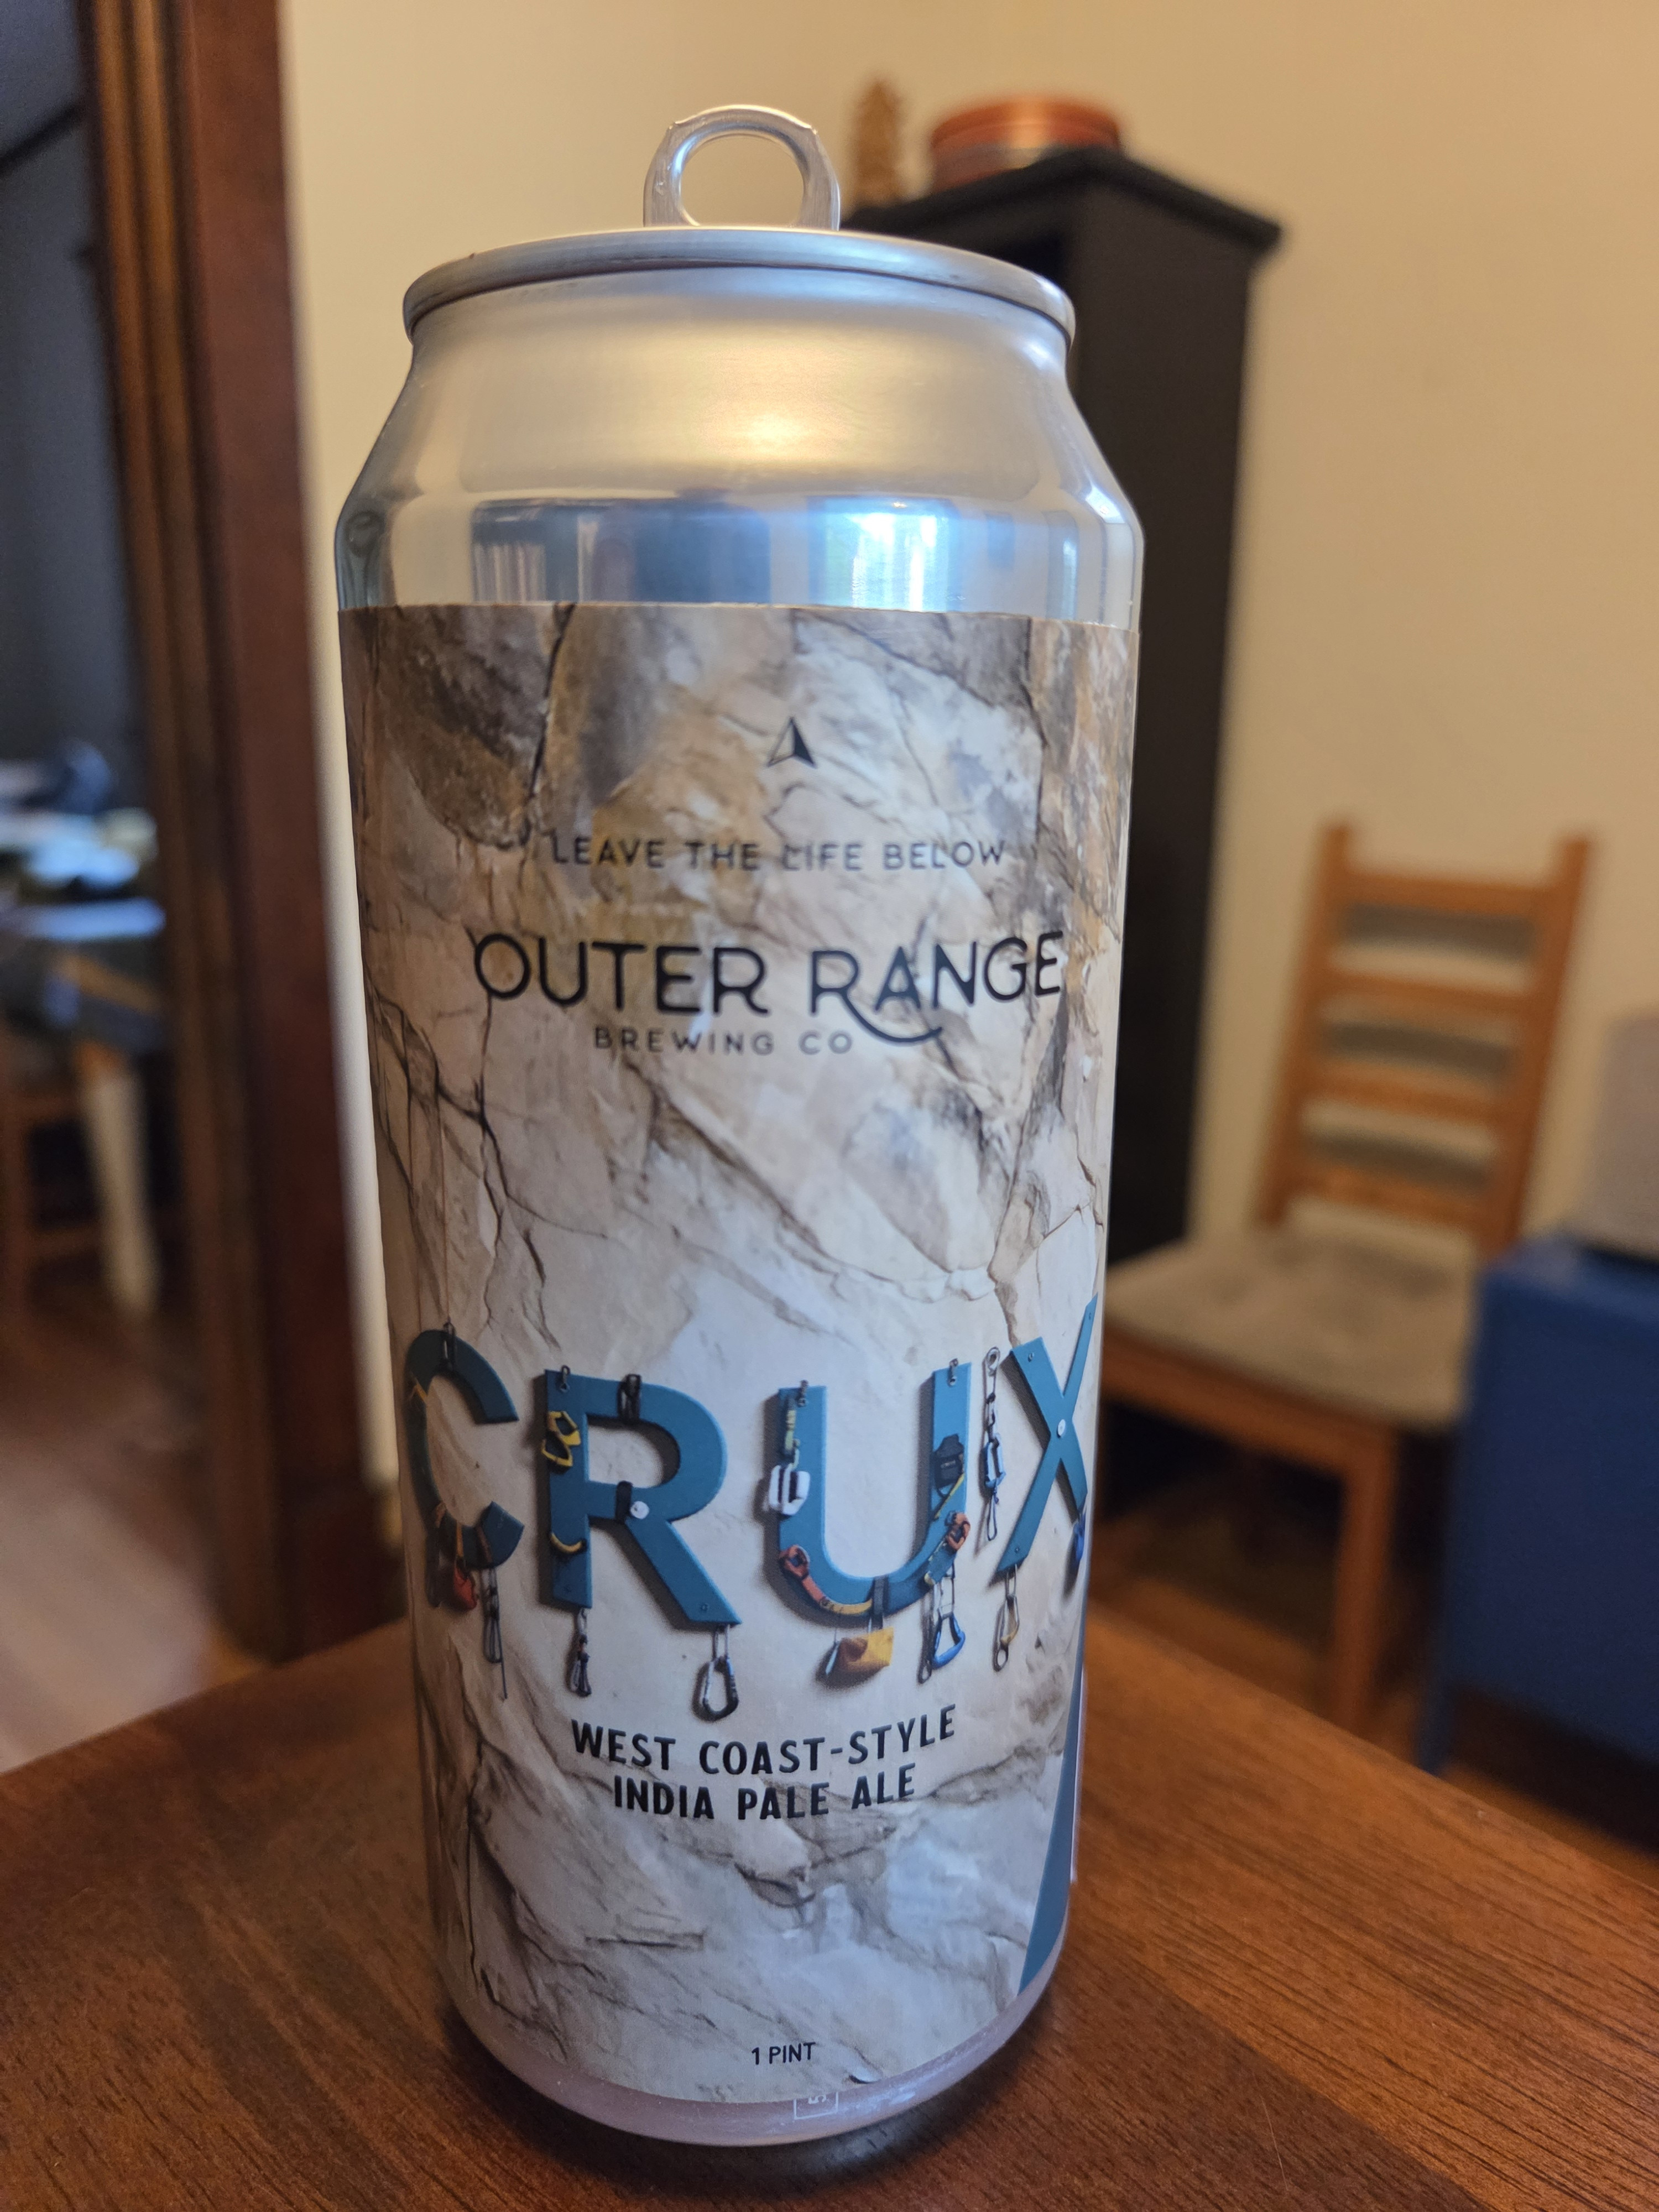 LEAVE THE LIFE BELOW
OUTER RANGE
BREWING CO
CRUX
WEST COAST-STYLE
INDIA PALE ALE
1 PINT